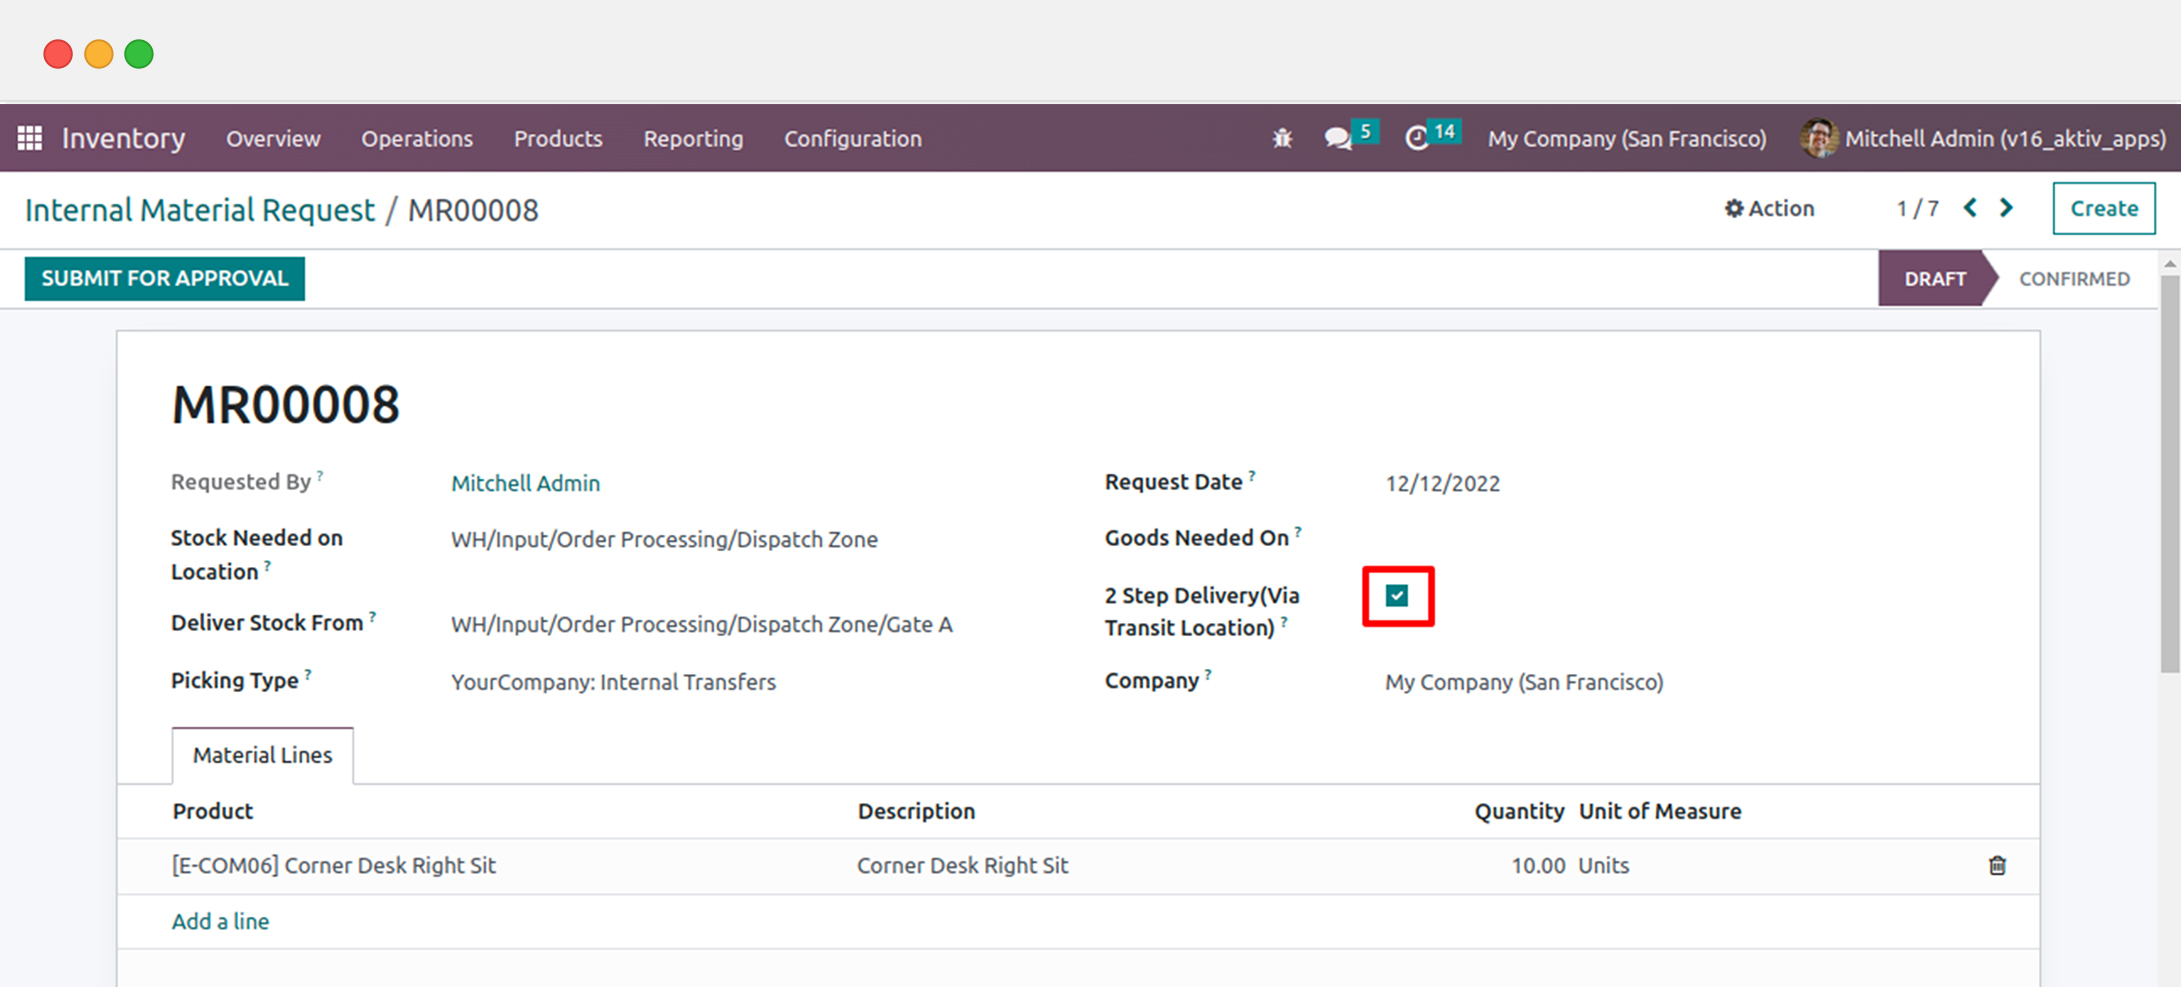 Inventory Overview Operations Products Reporting Configuration 5 14 My Company (San Francisco) Mitchell Admin (v16_aktiv_apps)
Internal Material Request / MR00008 Action 1 / 7 Create
SUBMIT FOR APPROVAL DRAFT CONFIRMED
MR00008
Requested By ? Mitchell Admin
Request Date ? 12/12/2022
Stock Needed on
Location ?
WH/Input/Order Processing/Dispatch Zone
Goods Needed On ?
Deliver Stock From ? WH/Input/Order Processing/Dispatch Zone/Gate A
2 Step Delivery(Via
Transit Location) ?
Picking Type ? YourCompany: Internal Transfers
Company ? My Company (San Francisco)
Material Lines
Product Description Quantity Unit of Measure
[E-COM06] Corner Desk Right Sit Corner Desk Right Sit 10.00 Units
Add a line